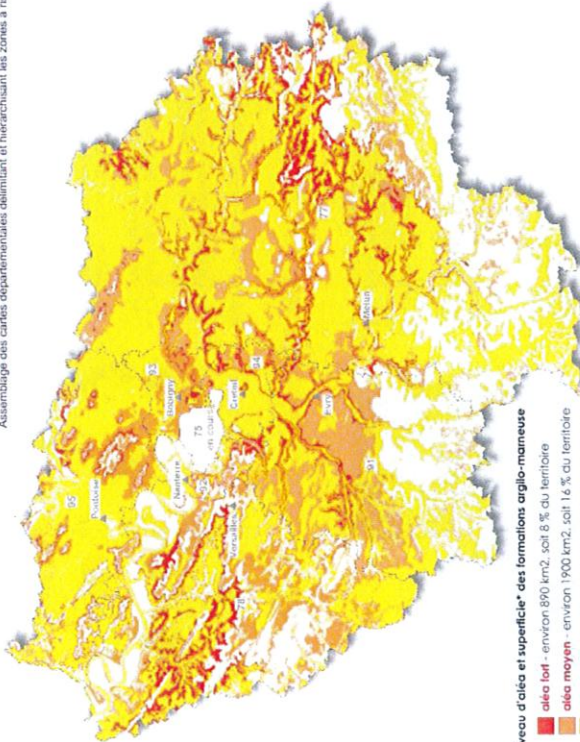 Assemblage des cartes départementales délimitant et hiérarchisant les zones à
95
Pontoise
93
Bobigny
Nanterre
75
en cours
92
Créteil
94
Versailles
78
77
Evry
Melun
91
d'aléa et superficie* des formations argilo-marneuse
aléa fort - environ 890 km2, soit 8 % du territoire
aléa moyen - environ 1900 km2, soit 16 % du territoire